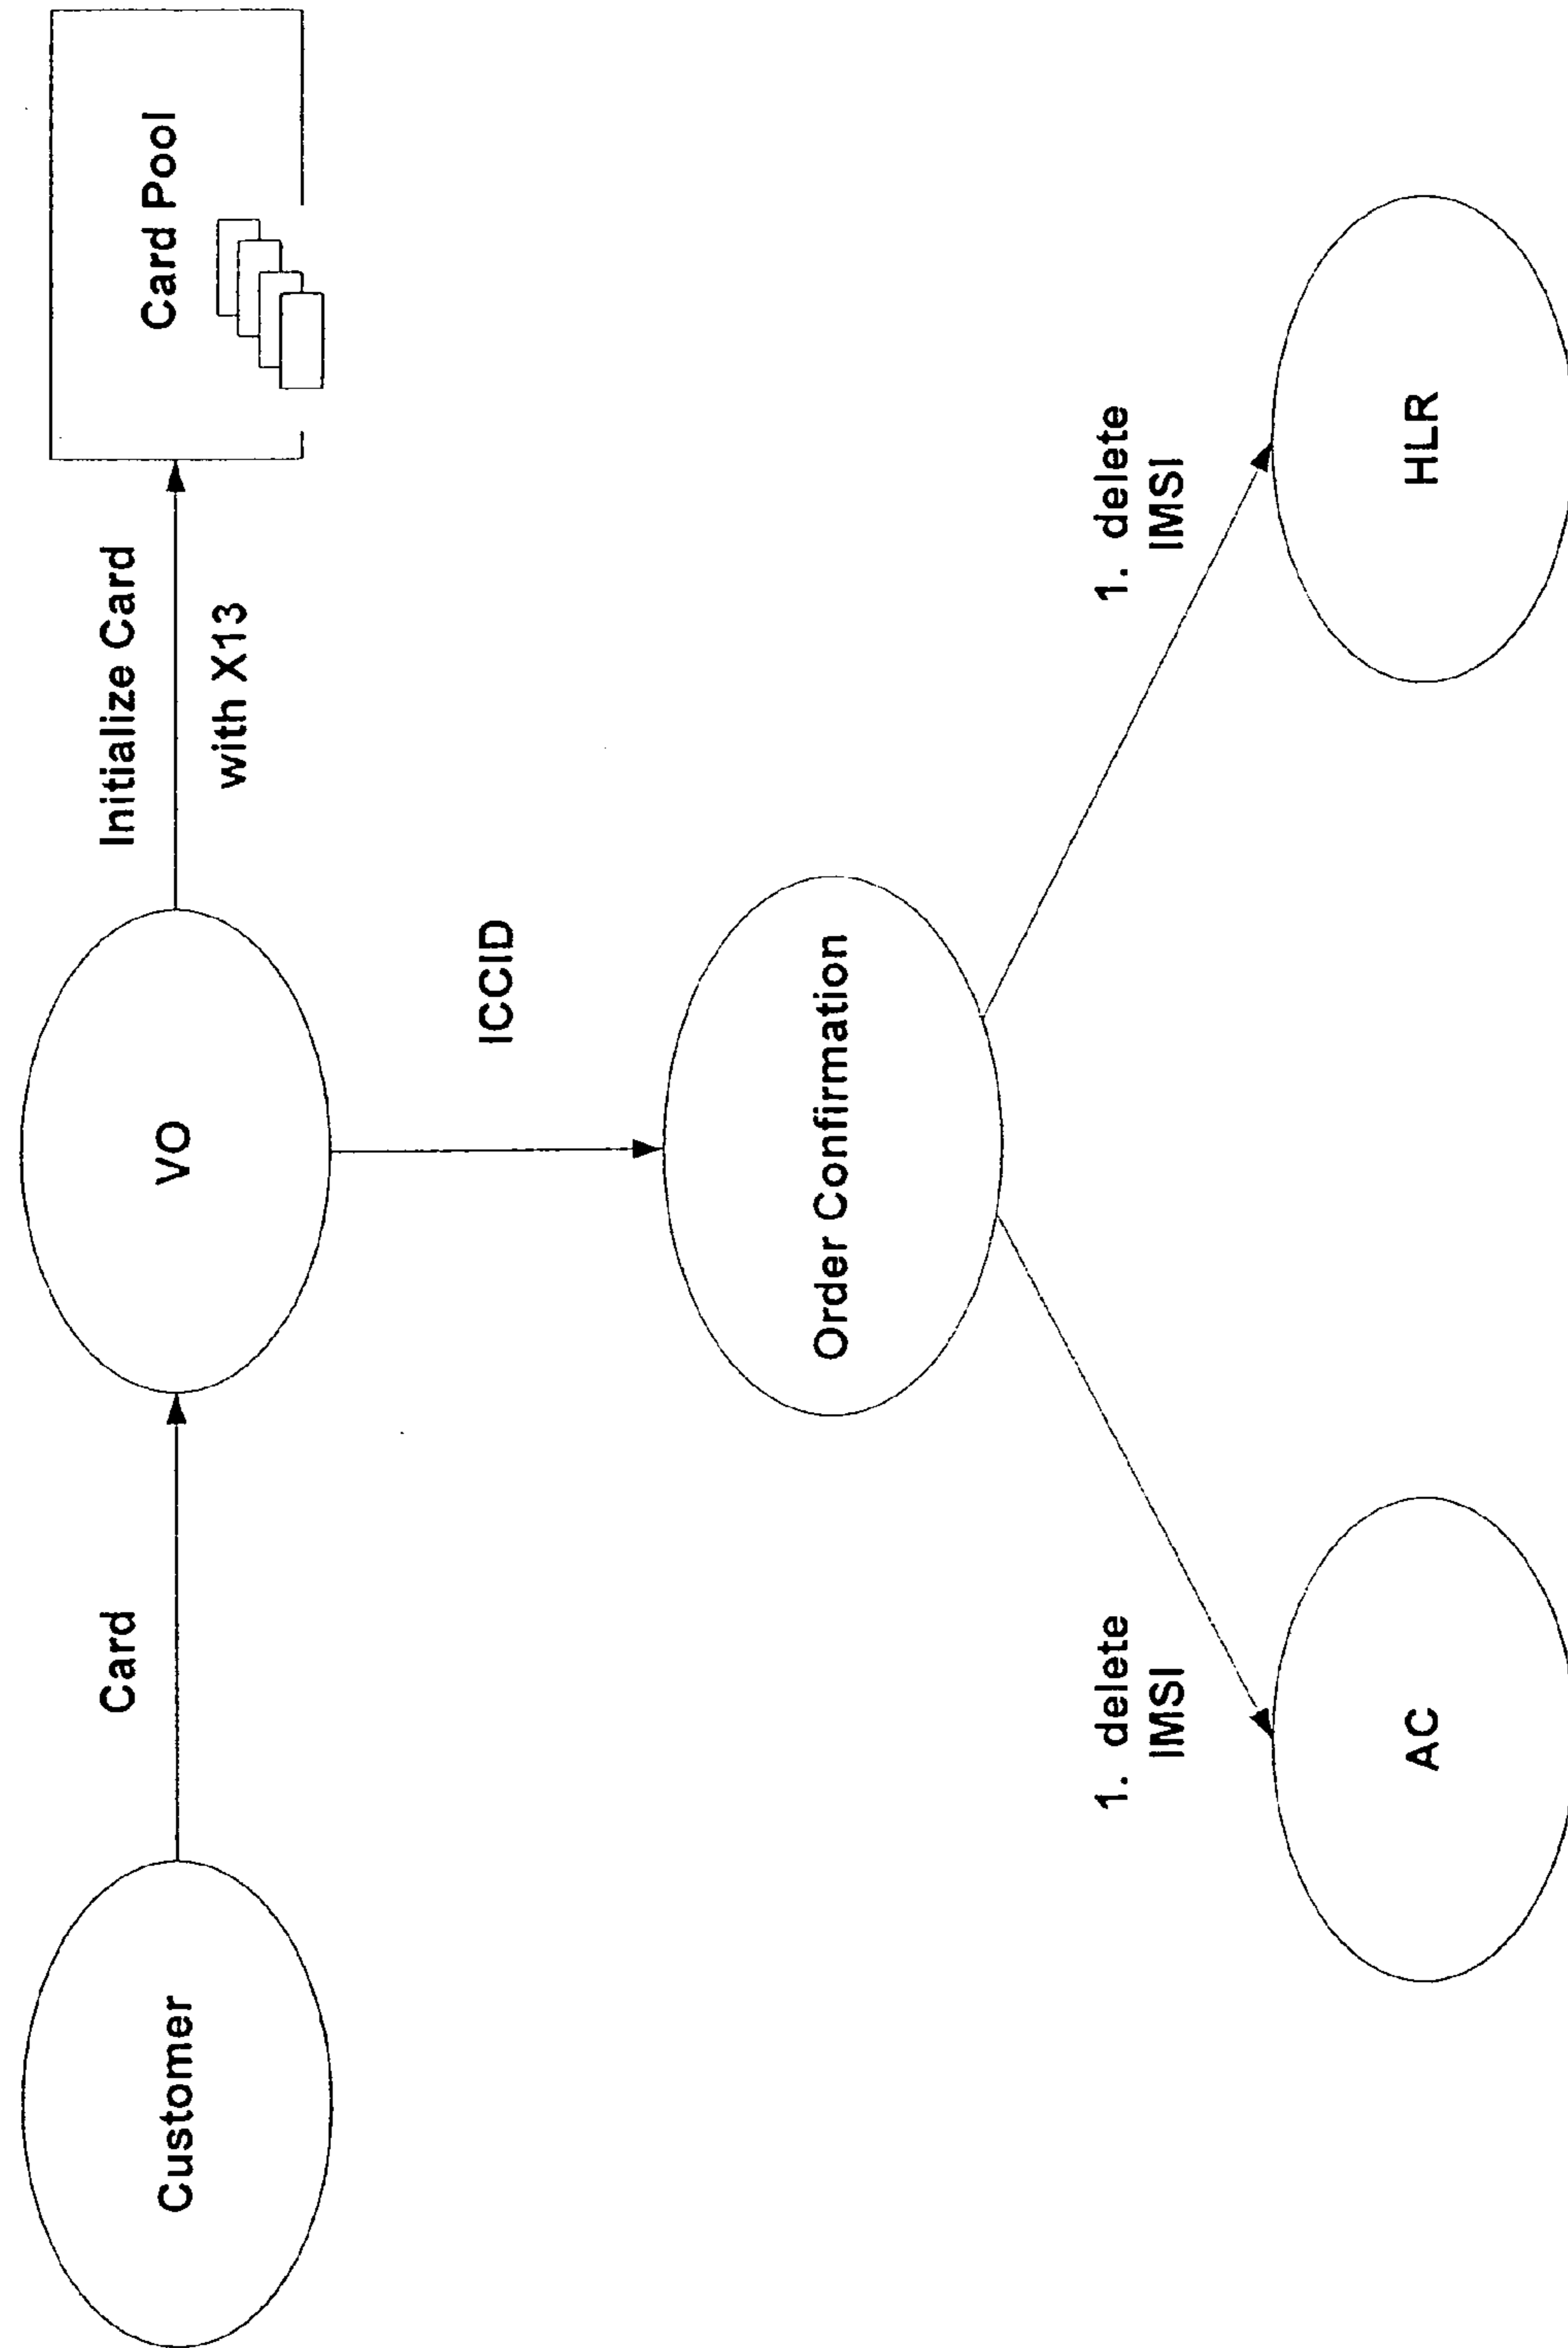 Customer
Card
VO
Initialize Card
with X13
Card Pool
ICCID
Order Confirmation
1. delete
IMSI
1. delete
IMSI
AC
HLR